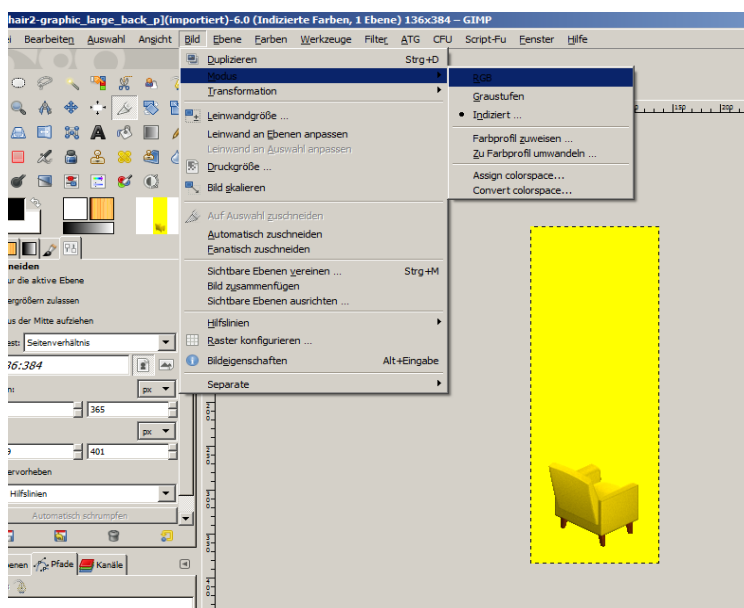 hair2-graphic_large_back_p](importiert)-6.0 (Indizierte Farben, 1 Ebene) 136x384 – GIMP
Bearbeiten Auswahl Ansicht Bild Ebene Farben Werkzeuge Filter ATG CFU Script-Fu Fenster Hilfe
Duplizieren Strg+D
Modus
Transformation
Leinwandgröße ...
Leinwand an Ebenen anpassen
Leinwand an Auswahl anpassen
Druckgröße ...
Bild skalieren
Auf Auswahl zuschneiden
Automatisch zuschneiden
Fanatisch zuschneiden
Sichtbare Ebenen vereinen ... Strg+M
Bild zusammenfügen
Sichtbare Ebenen ausrichten ...
Hilfslinien
Raster konfigurieren ...
Bildeigenschaften Alt+Eingabe
Separate
RGB
Graustufen
Indiziert ...
Farbprofil zuweisen ...
Zu Farbprofil umwandeln ...
Assign colorspace...
Convert colorspace...
150 200
neiden
ur die aktive Ebene
ergrößern zulassen
us der Mitte aufziehen
est: Seitenverhältnis
36:384
n: px
365
px
9 401
ervorheben
Hilfslinien
Automatisch schrumpfen
enen Pfade Kanäle